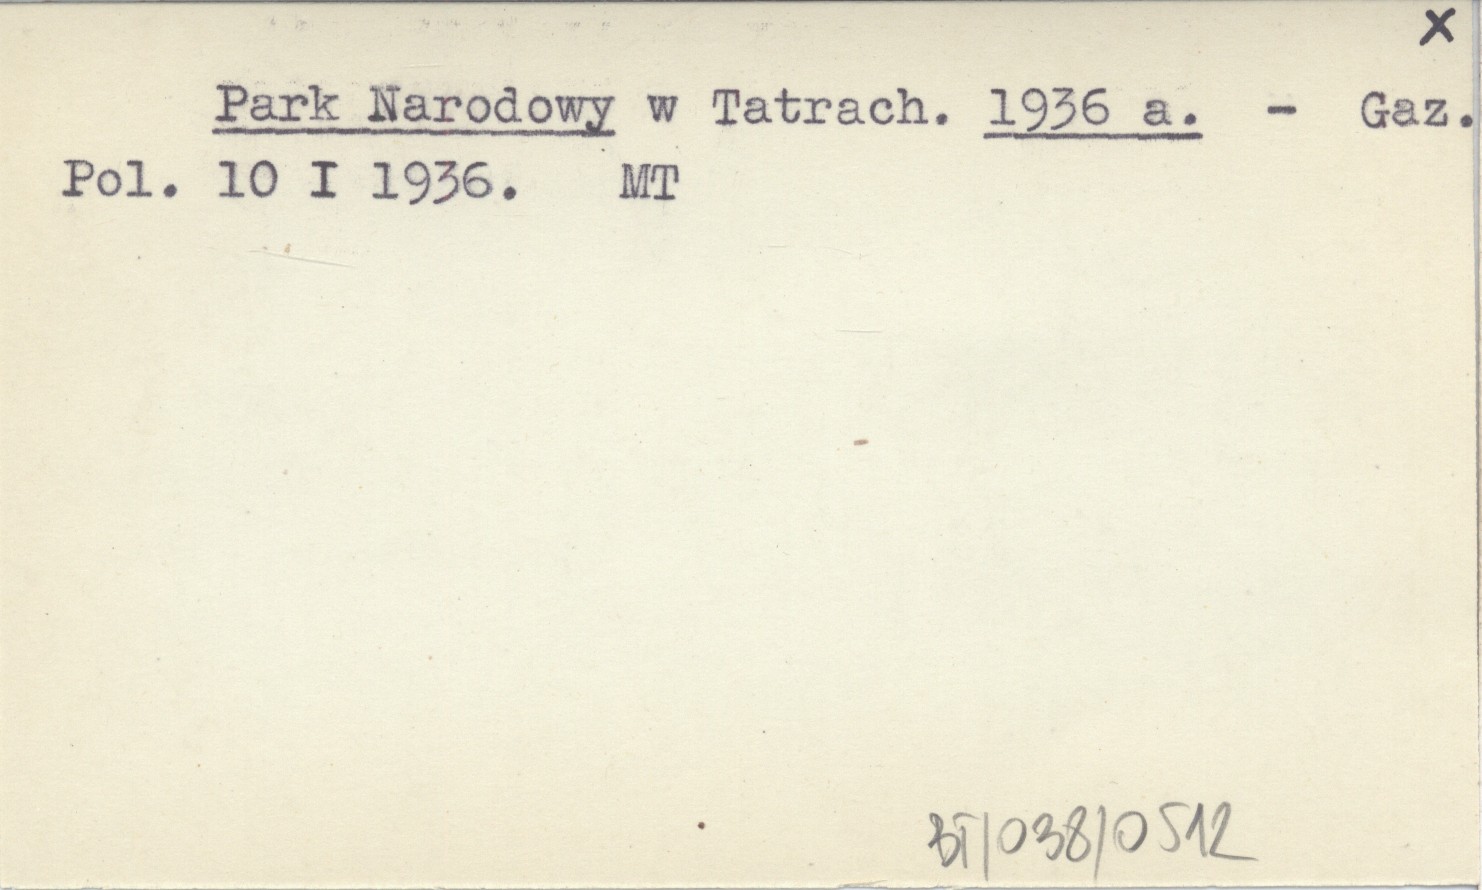 x
Park Narodowy w Tatrach. 1936 a. - Gaz.
Pol. 10 I 1936. MT
BT/038/0512